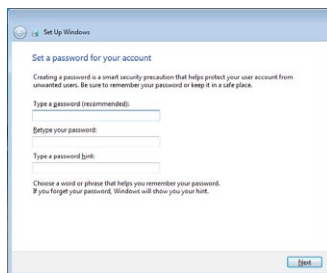 Set Up Windows
Set a password for your account
Creating a password is a smart security precaution that helps protect your user account from
unwanted users. Be sure to remember your password or keep it in a safe place.
Type a password (recommended):
Retype your password:
Type a password hint:
Choose a word or phrase that helps you remember your password.
If you forget your password, Windows will show you your hint.
Next